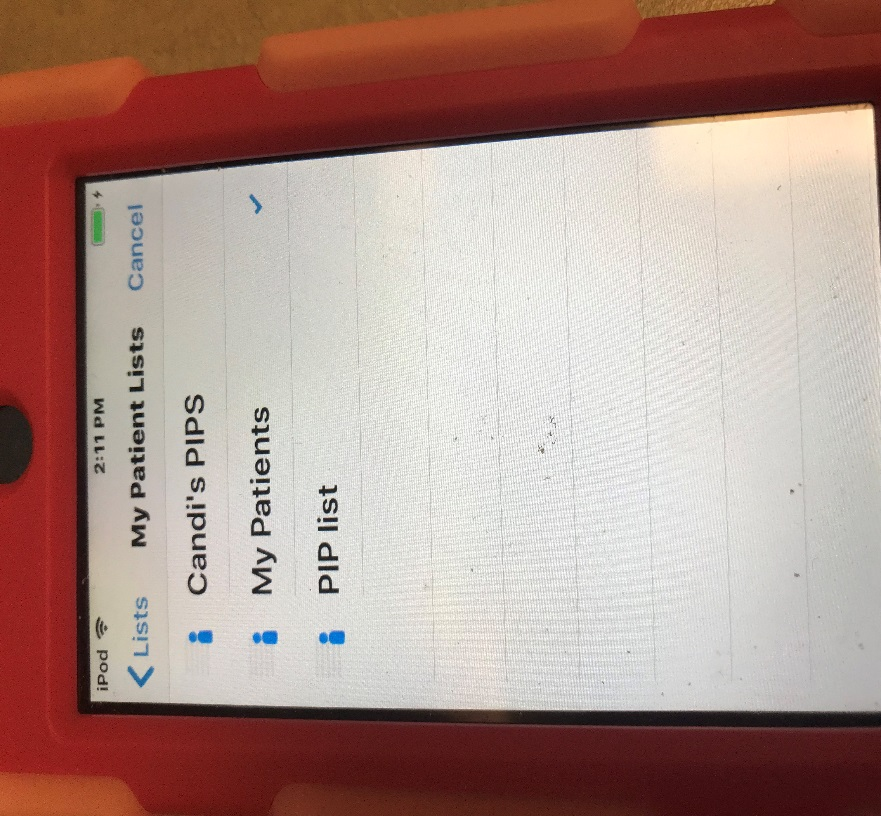 iPod 2:11 PM
Lists My Patient Lists Cancel
Candi's PIPS
My Patients
PIP list